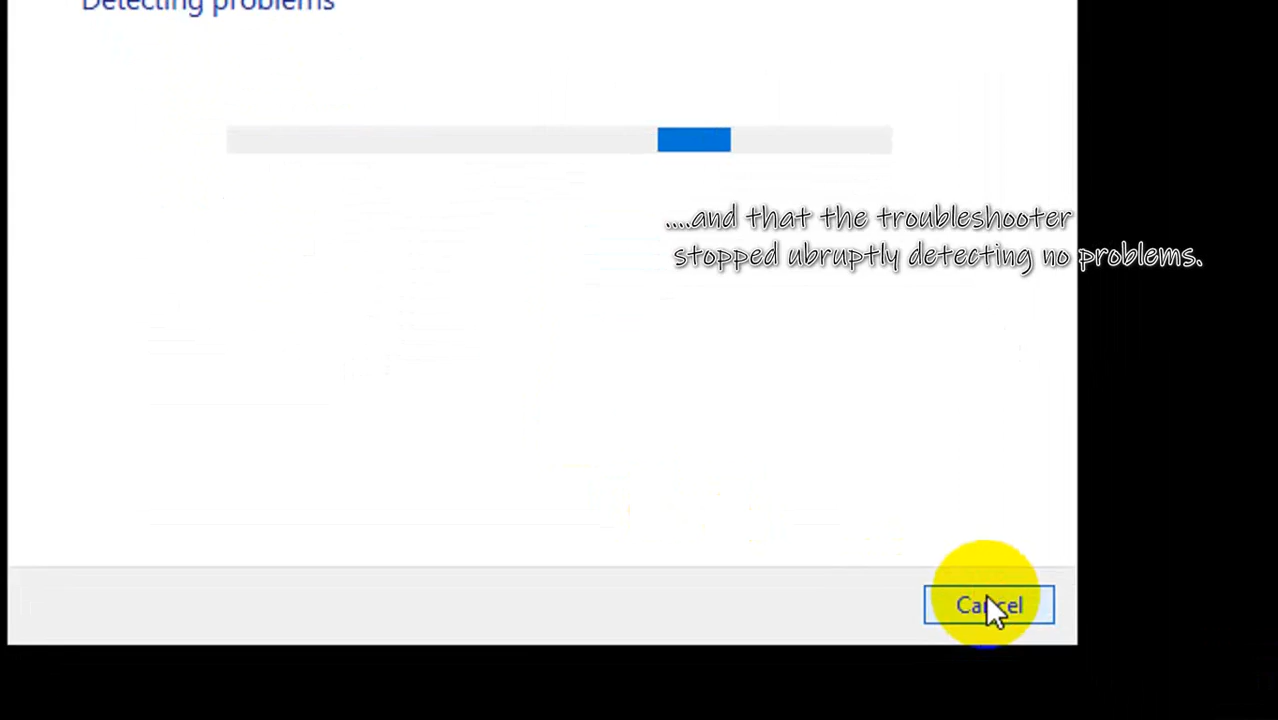 Detecting problems
....and that the troubleshooter
stopped ubruptly detecting no problems.
Cancel